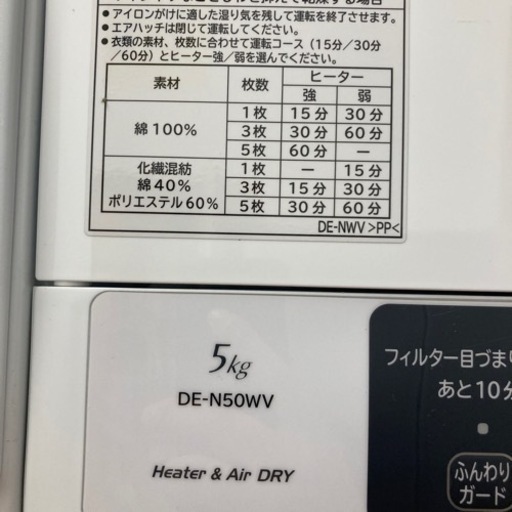 ●アイロンがけに適した湿り気を残して運転を終了させます。
●エアハッチは閉じて運転してください。
●衣類の素材、枚数に合わせて運転コース（15分／30分
／60分）とヒーター強／弱を選んでください。
素材 枚数 ヒーター
強 弱
綿100% 1枚 15分 30分
3枚 30分 60分
5枚 60分 ―
化繊混紡 1枚 ― 15分
綿40% 3枚 15分 30分
ポリエステル60% 5枚 30分 60分
DE-NWV >PP<
5kg
DE-N50WV
Heater & Air DRY
フィルター目づまり
あと10分
ふんわり
ガード